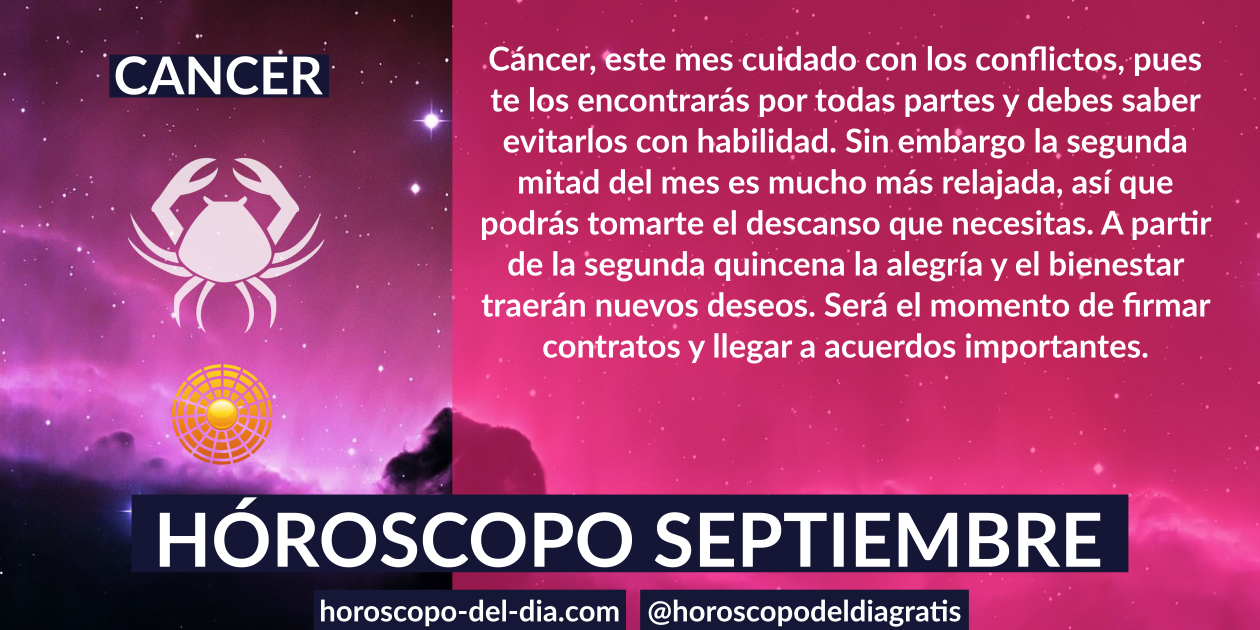 CANCER
Cáncer, este mes cuidado con los conflictos, pues
te los encontrarás por todas partes y debes saber
evitarlos con habilidad. Sin embargo la segunda
mitad del mes es mucho más relajada, así que
podrás tomarte el descanso que necesitas. A partir
de la segunda quincena la alegría y el bienestar
traerán nuevos deseos. Será el momento de firmar
contratos y llegar a acuerdos importantes.
HÓROSCOPO SEPTIEMBRE
horoscopo-del-dia.com
@horoscopodeldiagratis